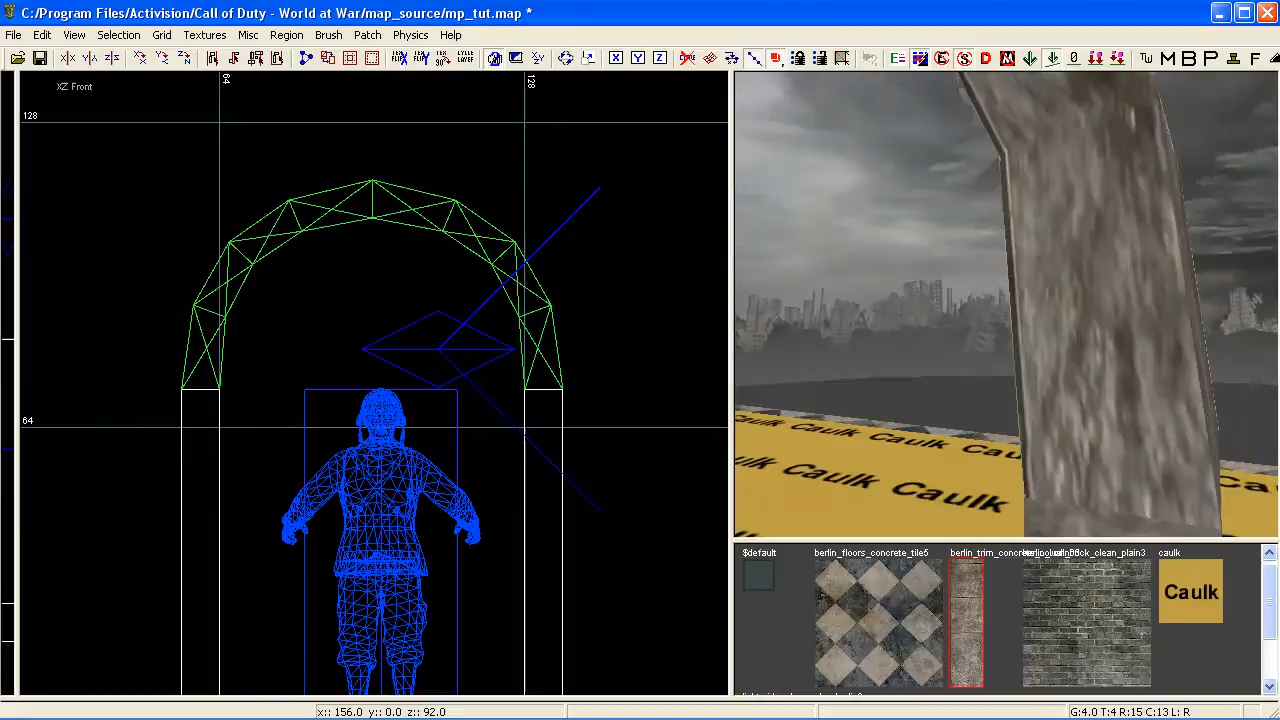 C:/Program Files/Activision/Call of Duty - World at War/map_source/mp_tut.map *
File Edit View Selection Grid Textures Misc Region Brush Patch Physics Help
XZ Front
64
128
128
64
Caulk Caulk Caulk
Caulk Caulk
$default berlin_floors_concrete_tile5 caulk
Caulk
x:: 156.0 y:: 0.0 z:: 92.0
G:4.0 T:4 R:15 C:13 L: R